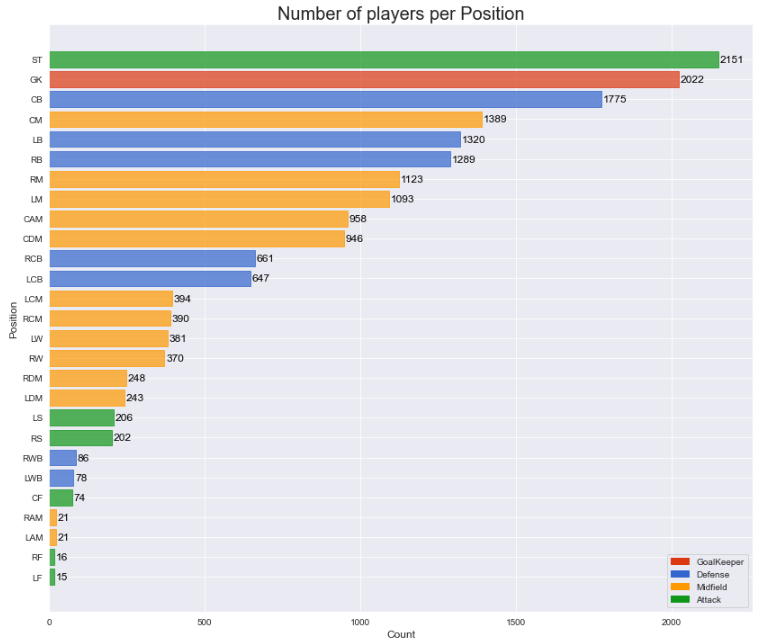 Number of players per Position
Position
ST 2151
GK 2022
CB 1775
CM 1389
LB 1320
RB 1289
RM 1123
LM 1093
CAM 958
CDM 946
RCB 661
LCB 647
LCM 394
RCM 390
LW 381
RW 370
RDM 248
LDM 243
LS 206
RS 202
RWB 86
LWB 78
CF 74
RAM 21
LAM 21
RF 16
LF 15
GoalKeeper
Defense
Midfield
Attack
0 500 1000 1500 2000
Count